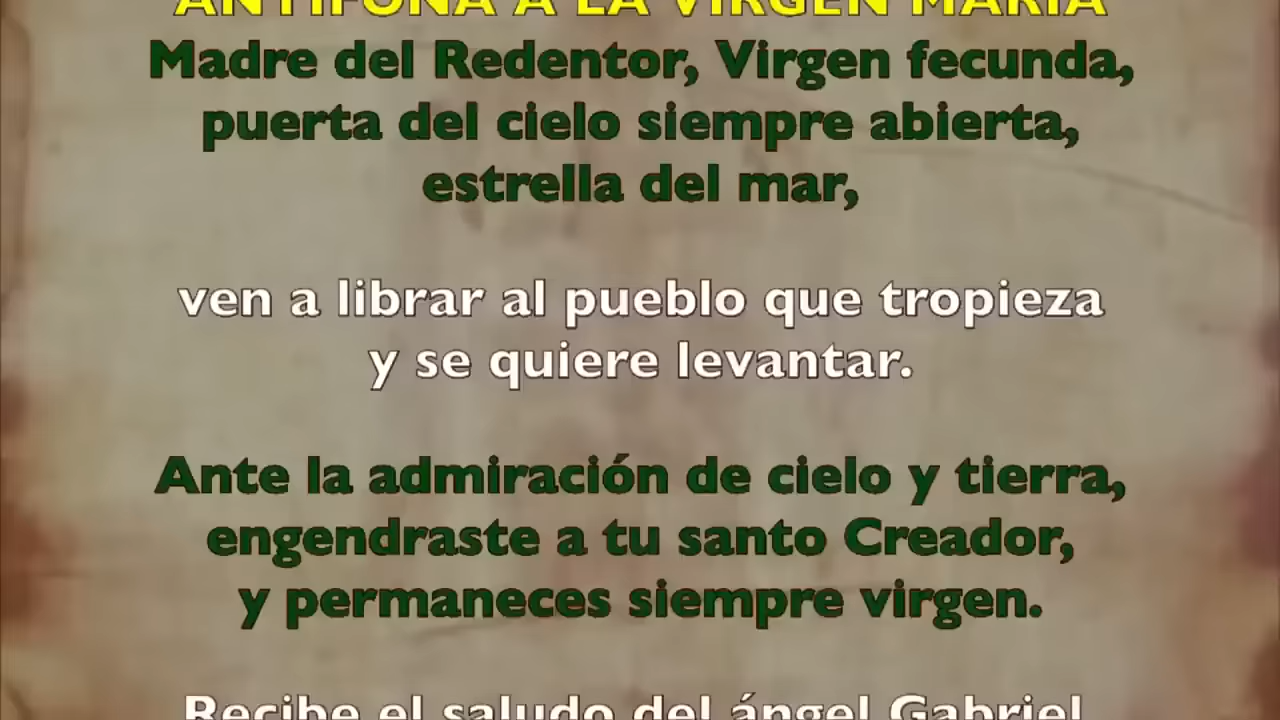 ANTÍFONA A LA VIRGEN MARÍA
Madre del Redentor, Virgen fecunda,
puerta del cielo siempre abierta,
estrella del mar,
ven a librar al pueblo que tropieza
y se quiere levantar.
Ante la admiración de cielo y tierra,
engendraste a tu santo Creador,
y permaneces siempre virgen.
Recibe el saludo del ángel Gabriel